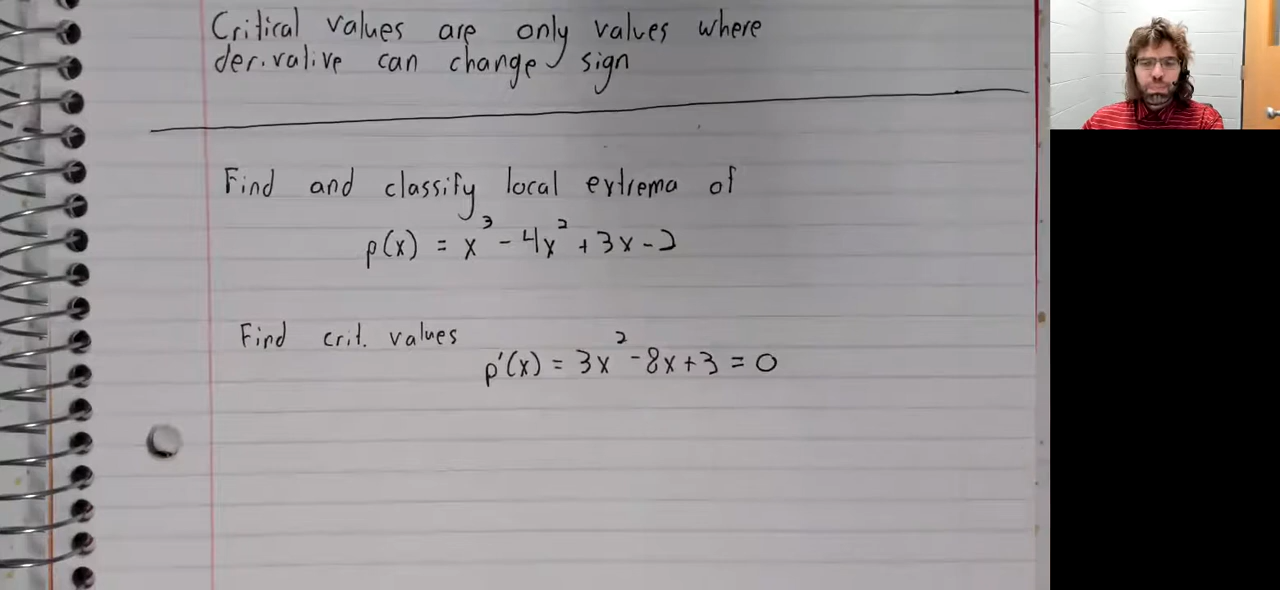 Critical values are only values where
derivative can change sign
Find and classify local extrema of
p(x) = x³ - 4x² + 3x - 2
Find crit. values
p'(x) = 3x² - 8x + 3 = 0